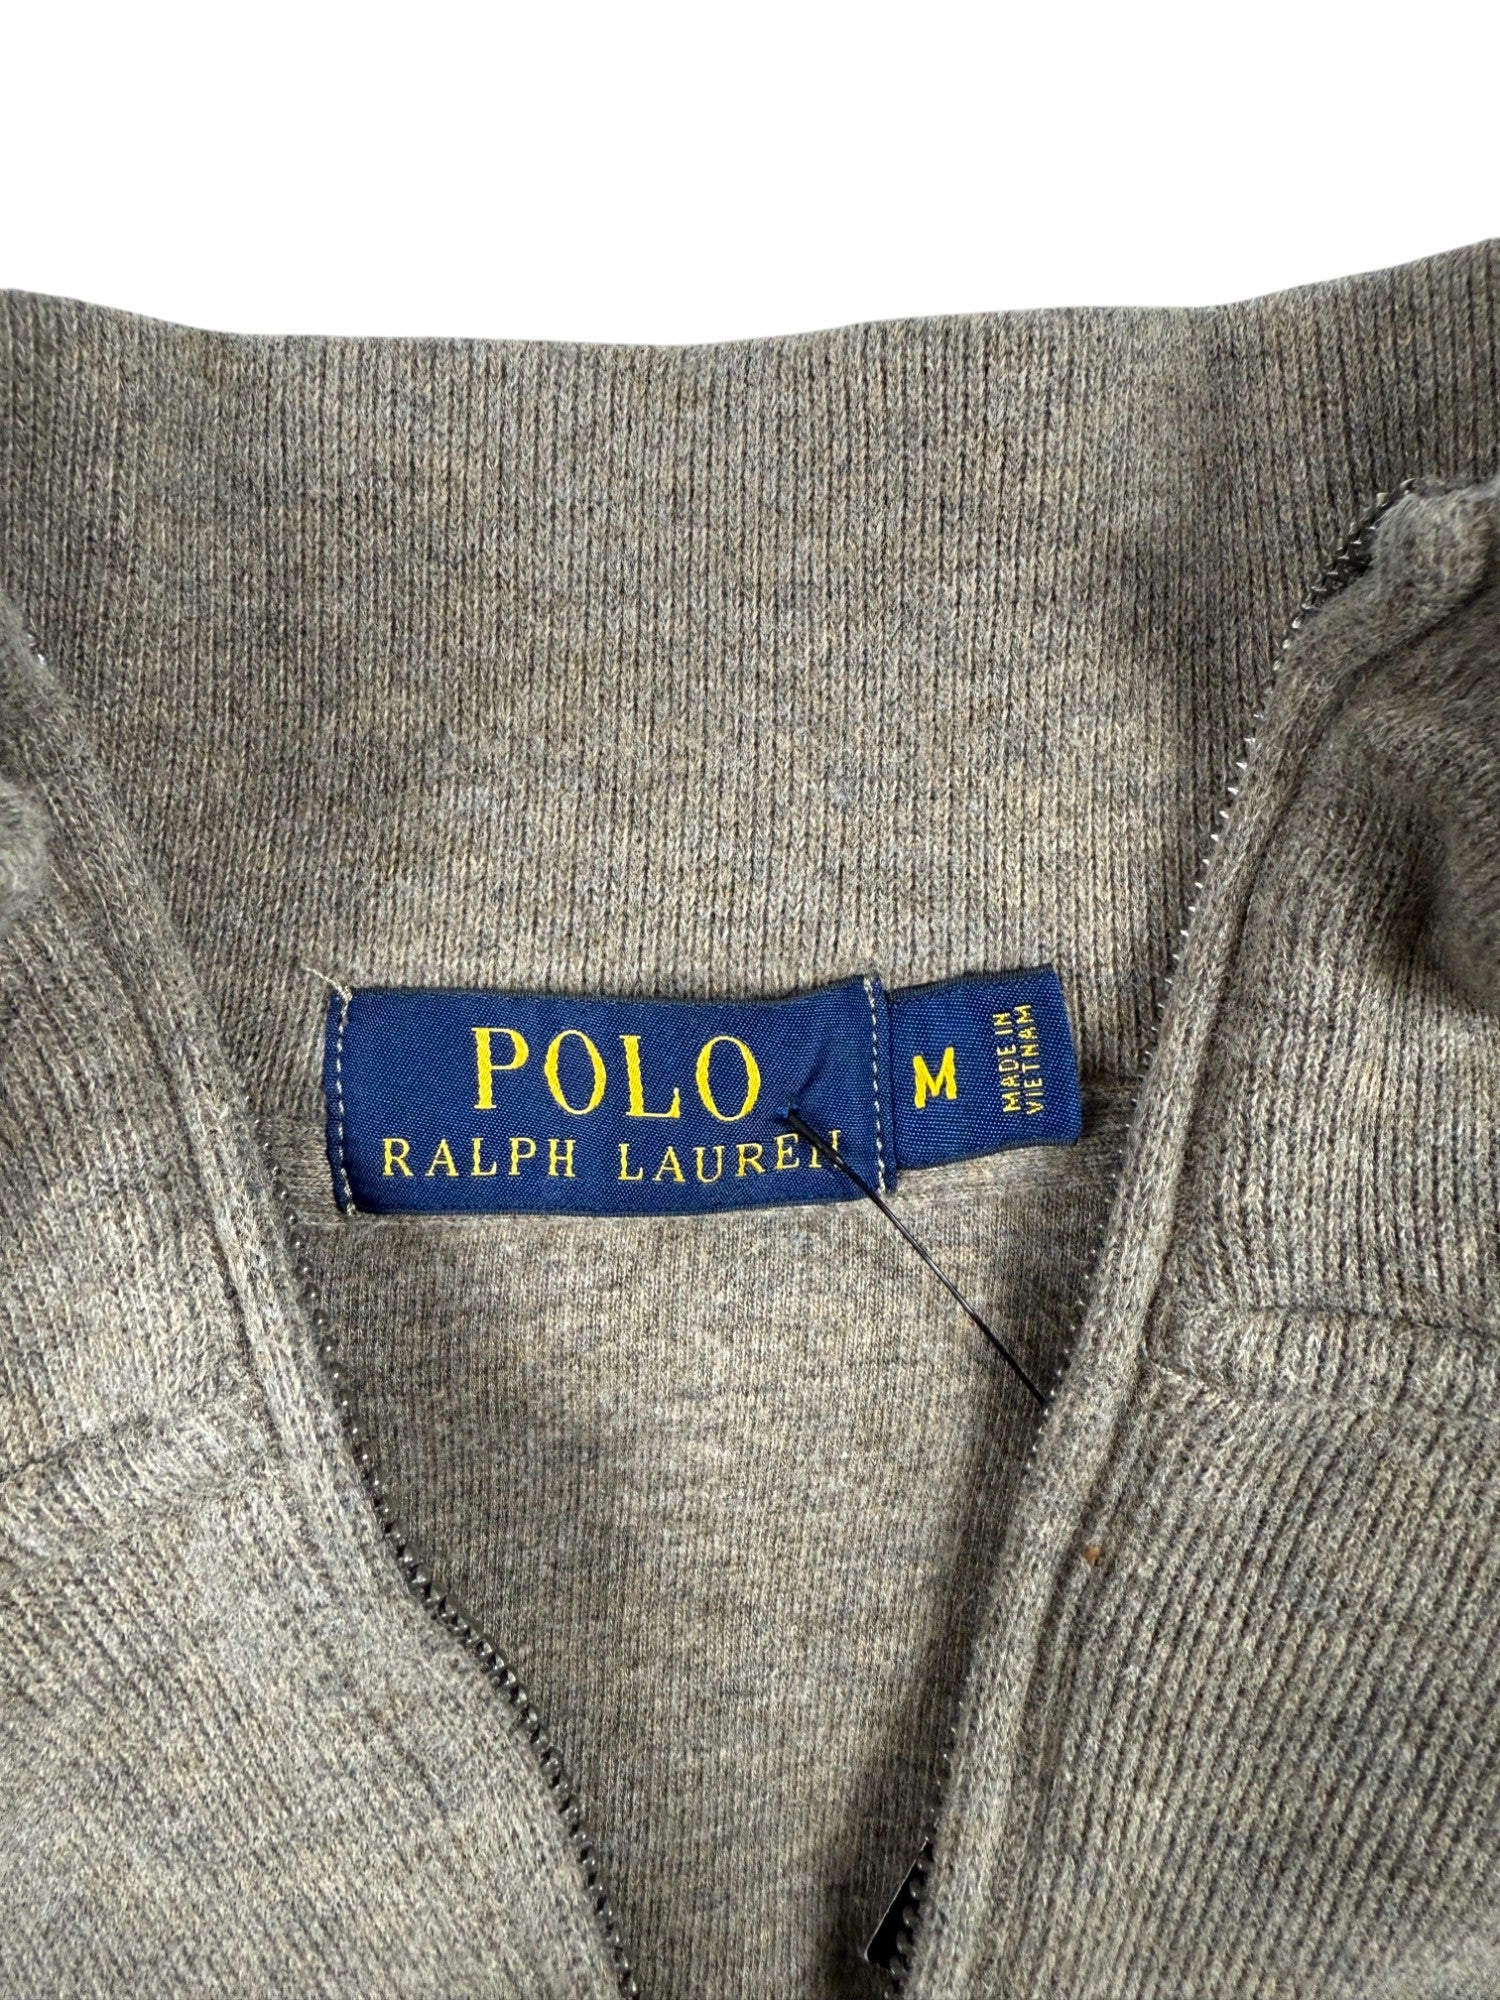 POLO
RALPH LAUREN
M
MADE IN
VIETNAM